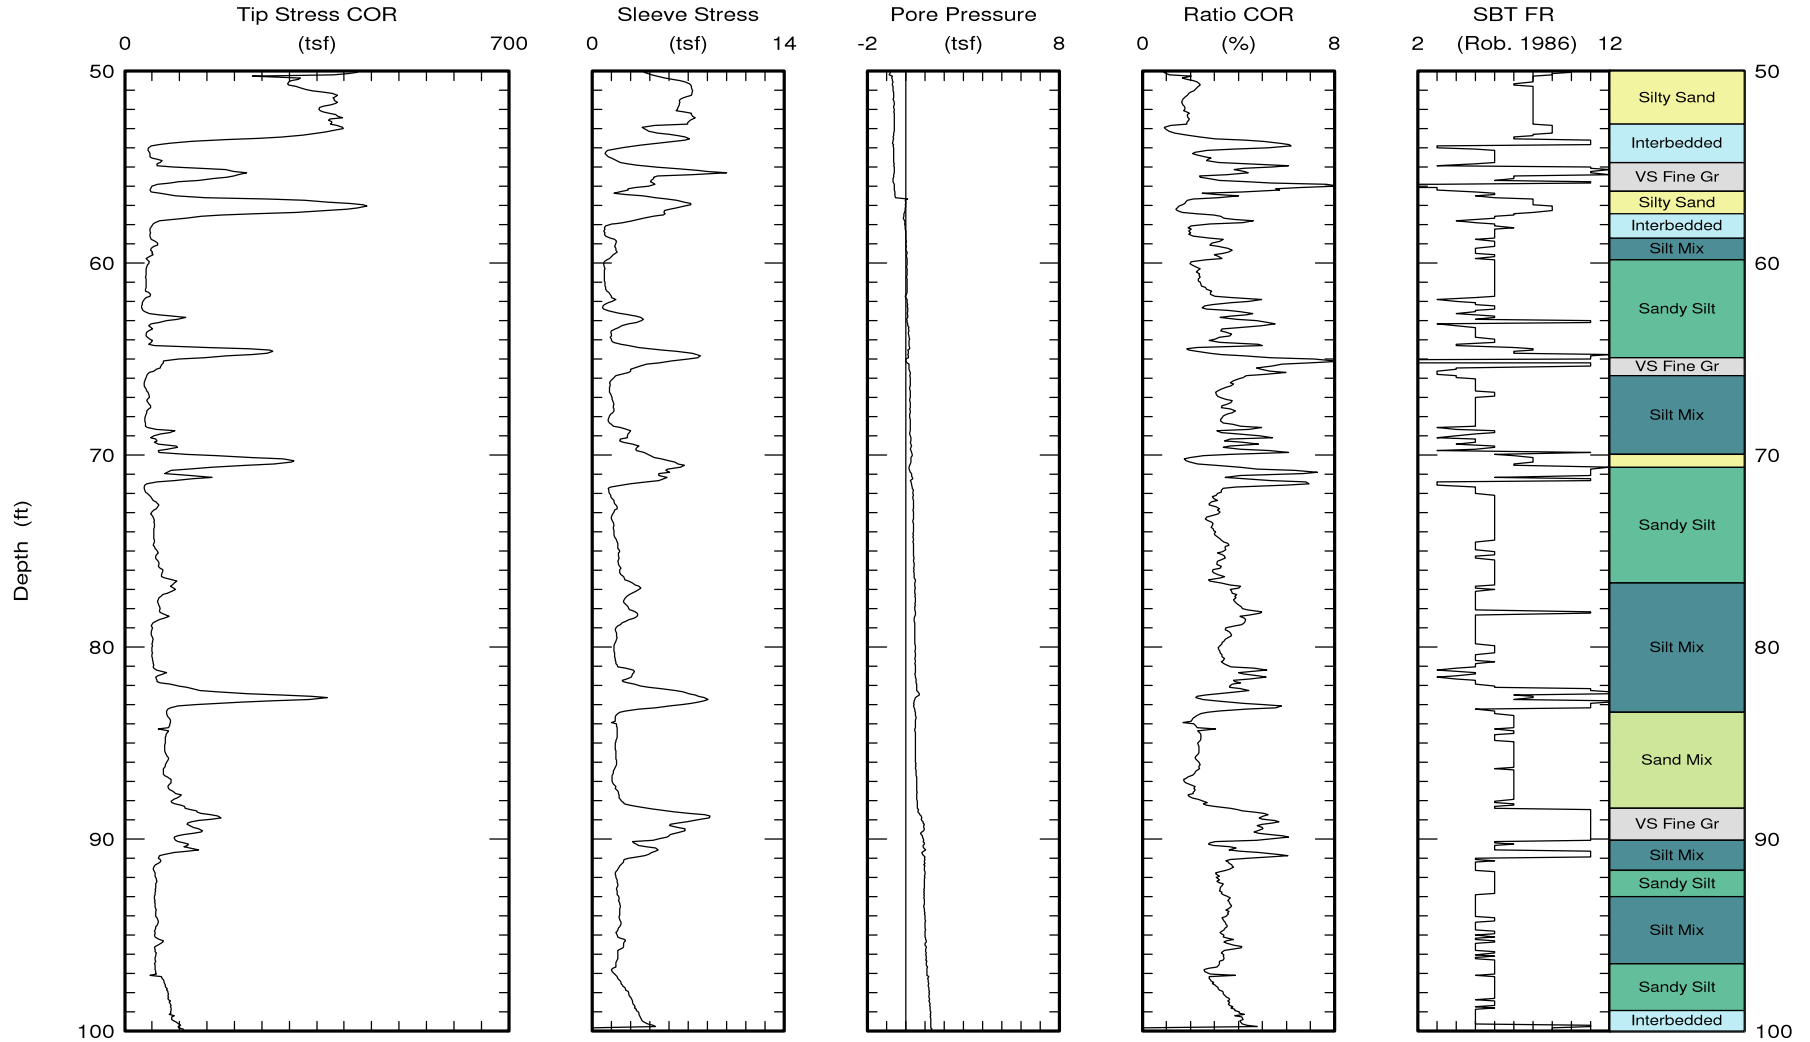 Tip Stress COR Sleeve Stress Pore Pressure Ratio COR SBT FR
0 (tsf) 700 0 (tsf) 14 -2 (tsf) 8 0 (%) 8 2 (Rob. 1986) 12
50 50
Silty Sand
Interbedded
VS Fine Gr
Silty Sand
Interbedded
Silt Mix
60 60
Sandy Silt
VS Fine Gr
Silt Mix
70 70
Sandy Silt
Depth (ft)
80 Silt Mix 80
Sand Mix
VS Fine Gr
90 90
Silt Mix
Sandy Silt
Silt Mix
Sandy Silt
Interbedded
100 100